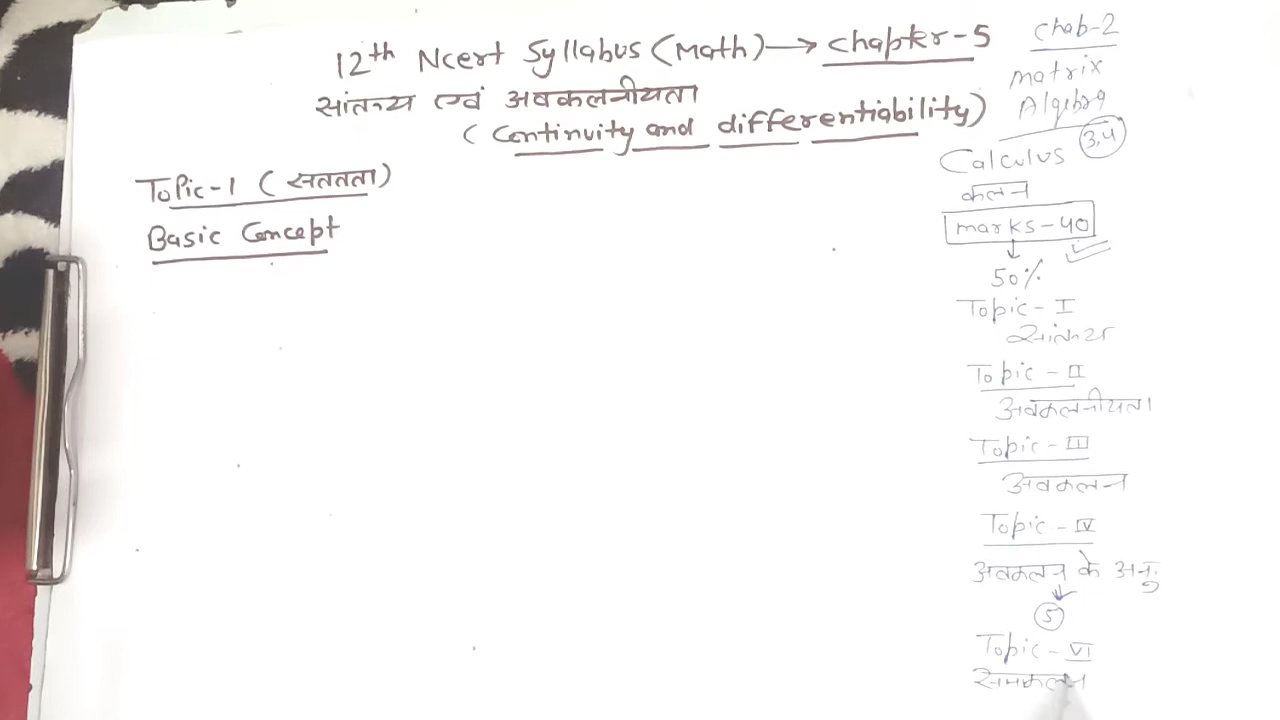 12th Ncert Syllabus (Math) → Chapter-5
सांतत्य एवं अवकलनीयता
( Continuity and differentiability)
Topic-1 ( सततता )
Basic Concept
Chap-2
matrix
Algebra
3,4
Calculus
कलन
marks-40
↓
50%
Topic- I
सांतत्य
Topic - II
अवकलनीयता
Topic - III
अवकलन
Topic - IV
अवकलन के अनु.
5
Topic - VI
समकलन